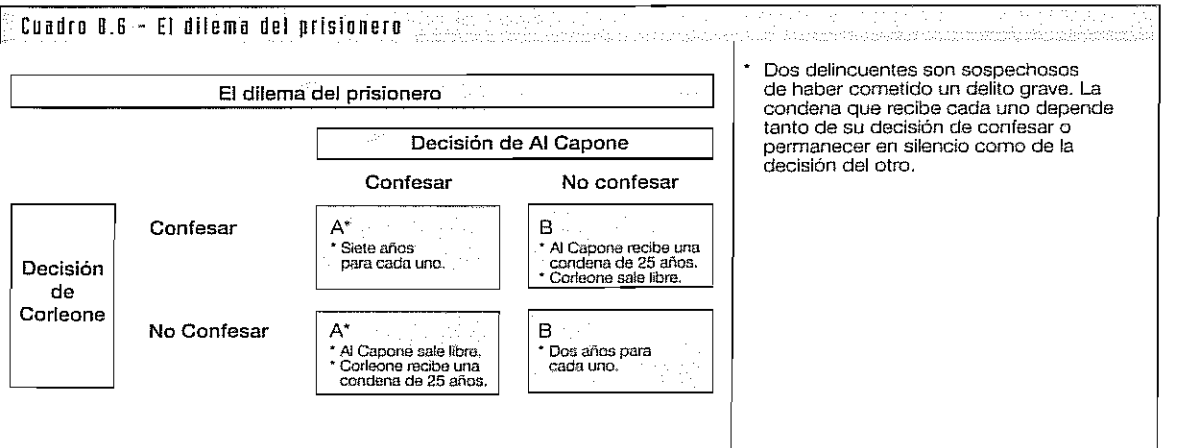 Cuadro 8.6 - El dilema del prisionero
El dilema del prisionero
Decisión de Al Capone
Confesar
No confesar
Decisión
de
Corleone
Confesar
A*
* Siete años
para cada uno.
B
* Al Capone recibe una
condena de 25 años.
* Corleone sale libre.
No Confesar
A*
* Al Capone sale libre.
* Corleone recibe una
condena de 25 años.
B
* Dos años para
cada uno.
* Dos delincuentes son sospechosos
de haber cometido un delito grave. La
condena que recibe cada uno depende
tanto de su decisión de confesar o
permanecer en silencio como de la
decisión del otro.